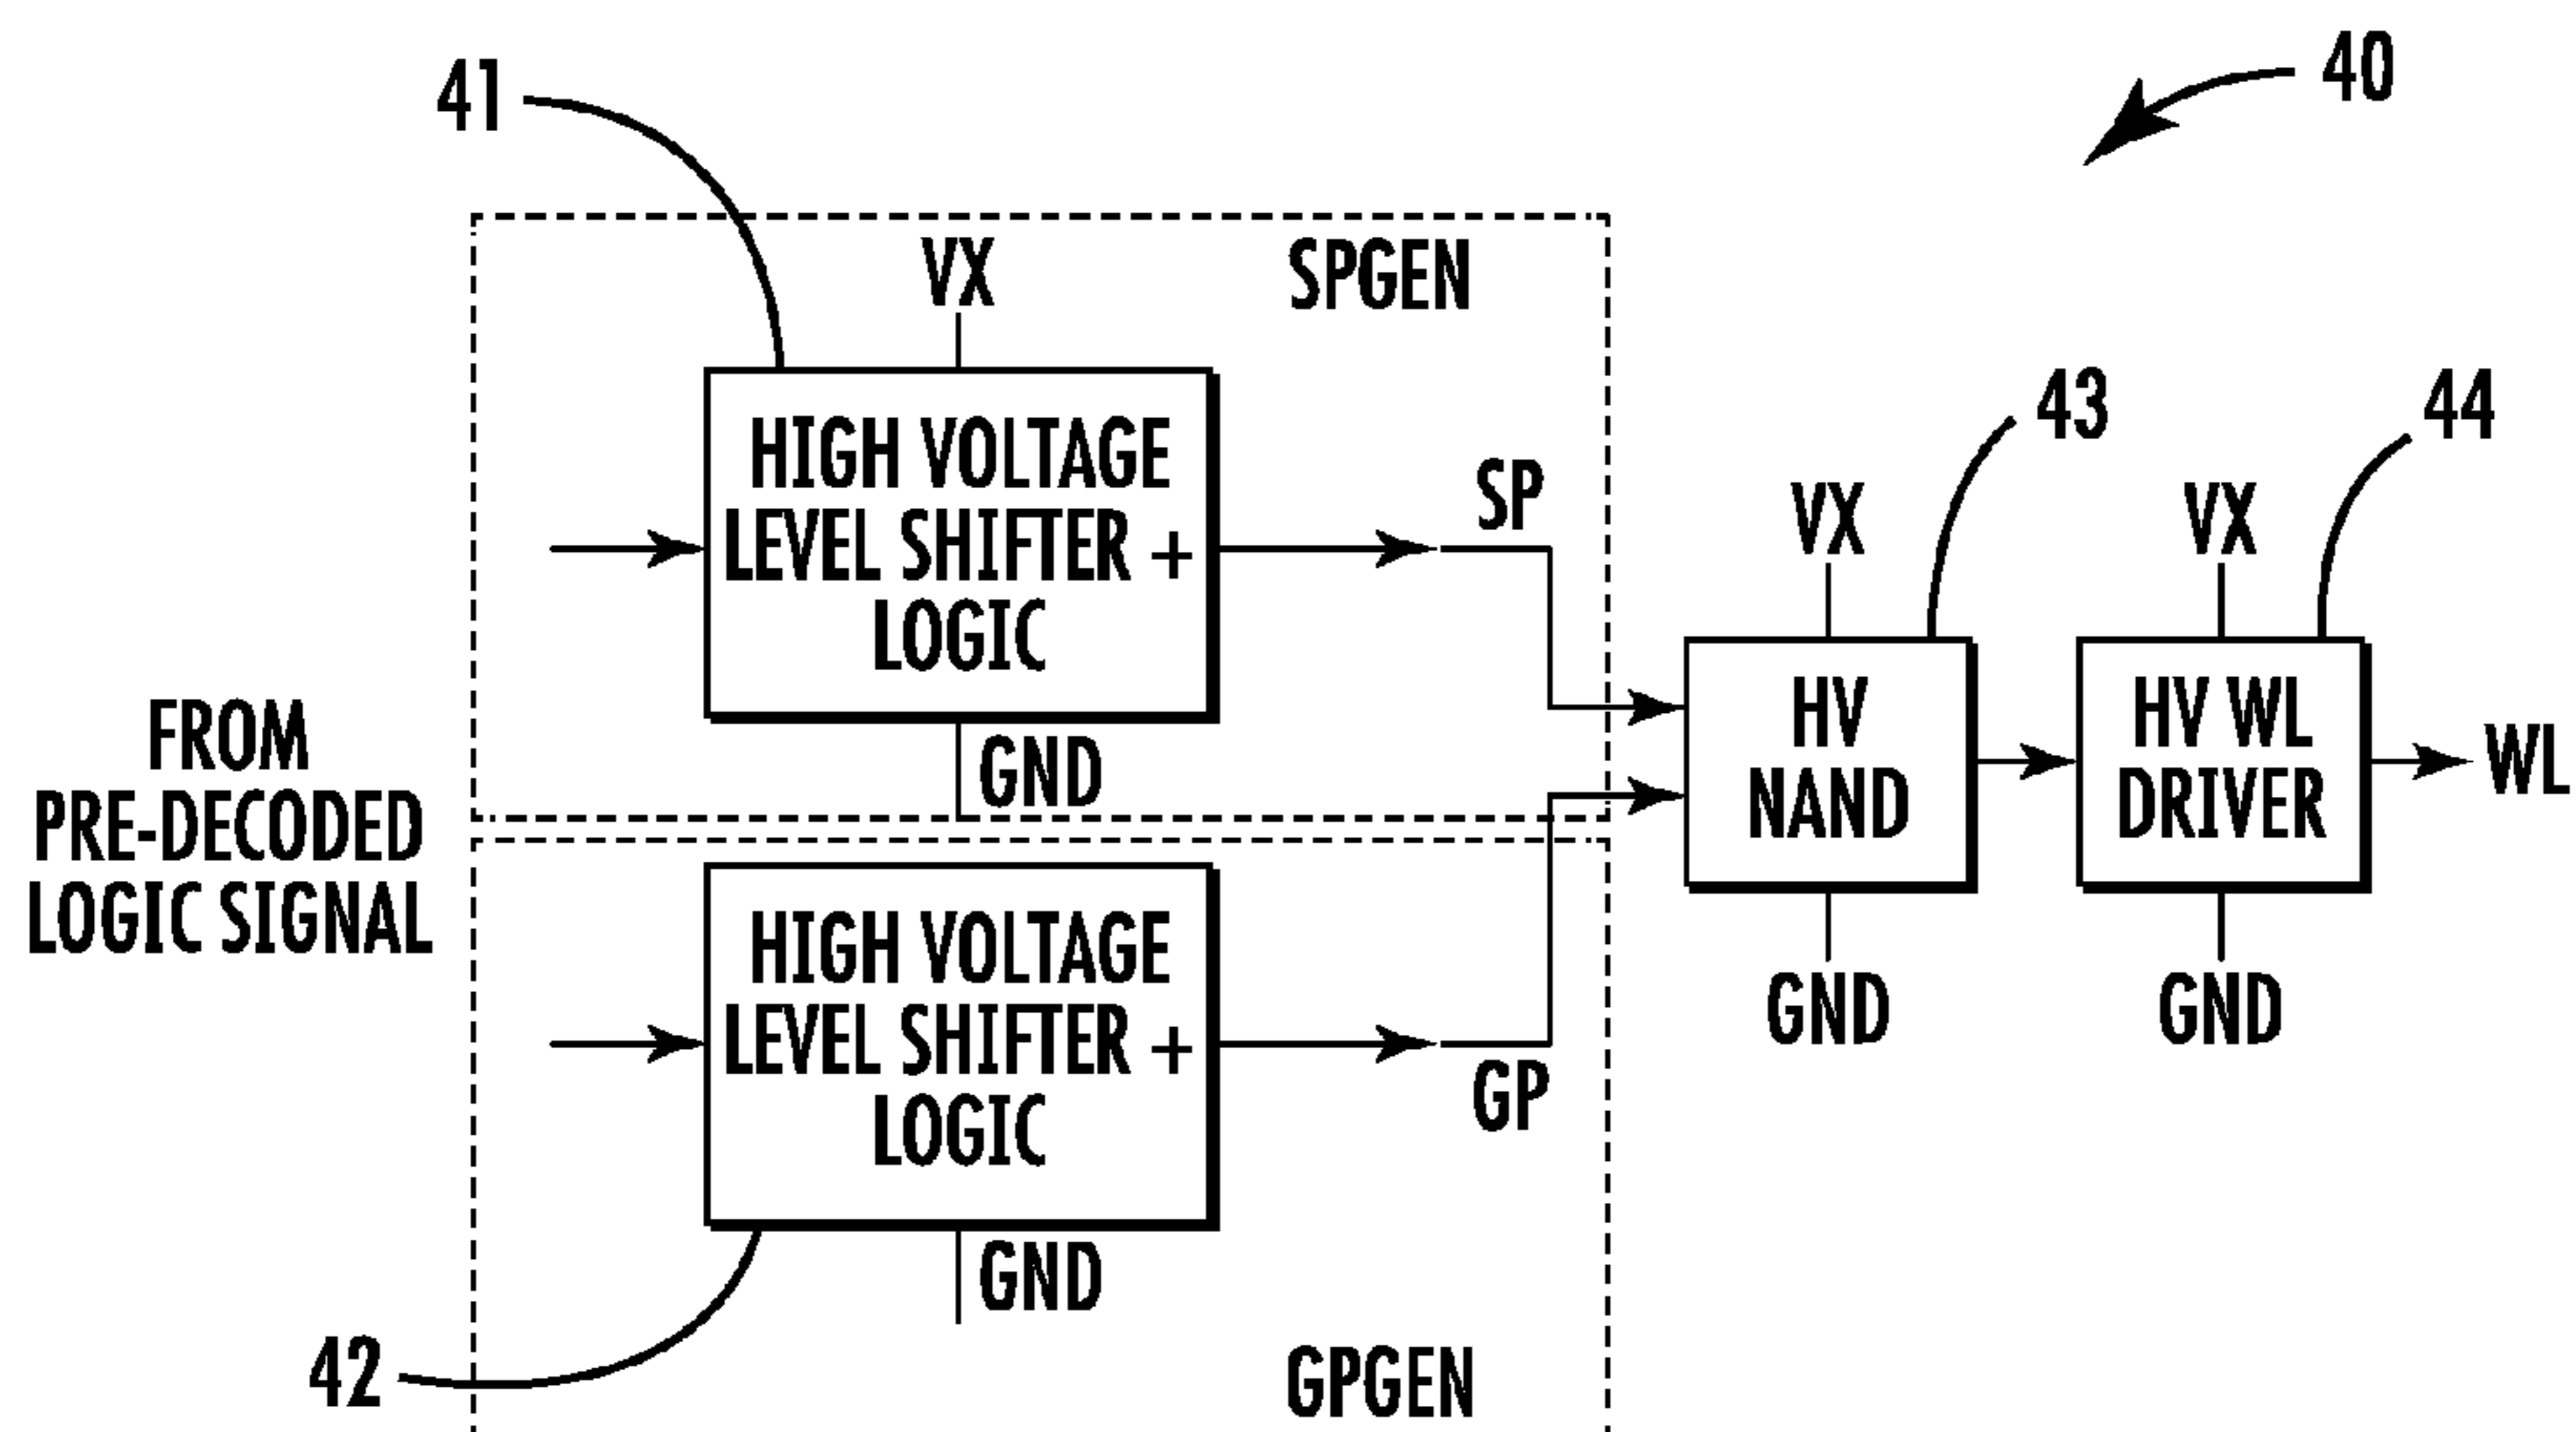 40
41
VX
SPGEN
HIGH VOLTAGE
LEVEL SHIFTER +
LOGIC
GND
SP
43
44
VX
VX
HV
NAND
HV WL
DRIVER
WL
GND
GND
FROM
PRE-DECODED
LOGIC SIGNAL
HIGH VOLTAGE
LEVEL SHIFTER +
LOGIC
GND
GP
42
GPGEN